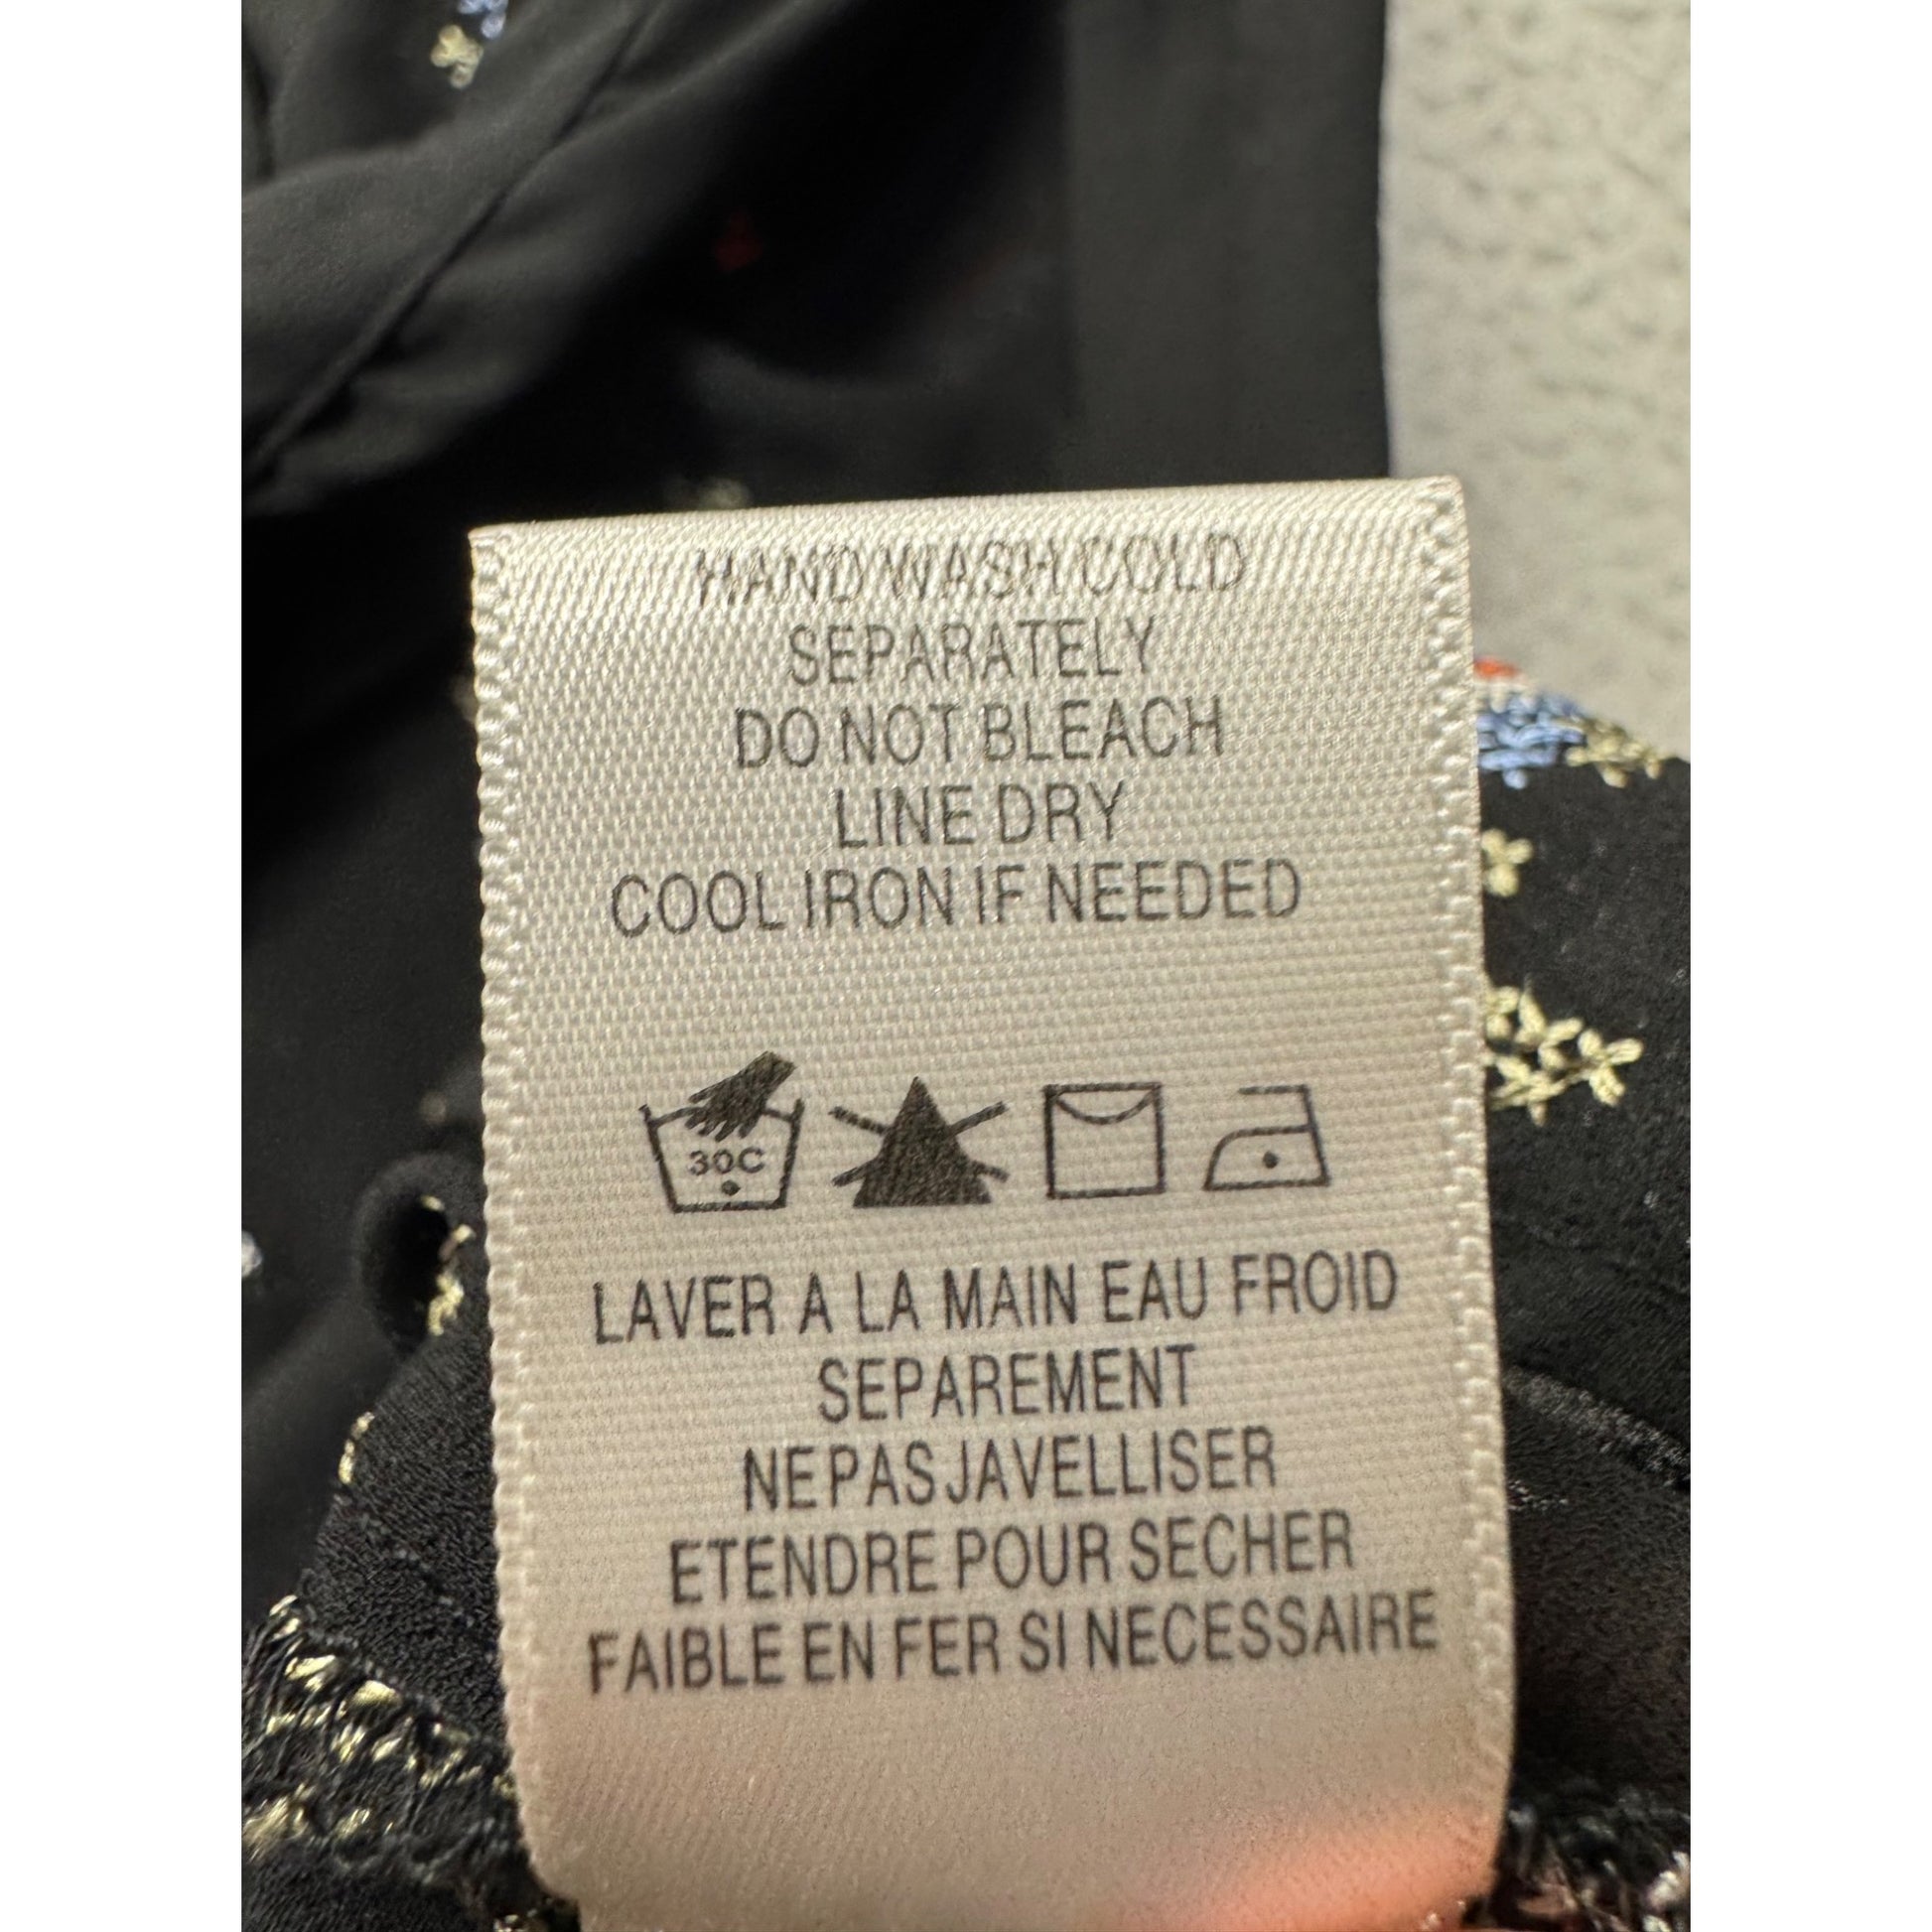 HAND WASH COLD
SEPARATELY
DO NOT BLEACH
LINE DRY
COOL IRON IF NEEDED
30C
LAVER A LA MAIN EAU FROID
SEPAREMENT
NE PAS JAVELLISER
ETENDRE POUR SECHER
FAIBLE EN FER SI NECESSAIRE